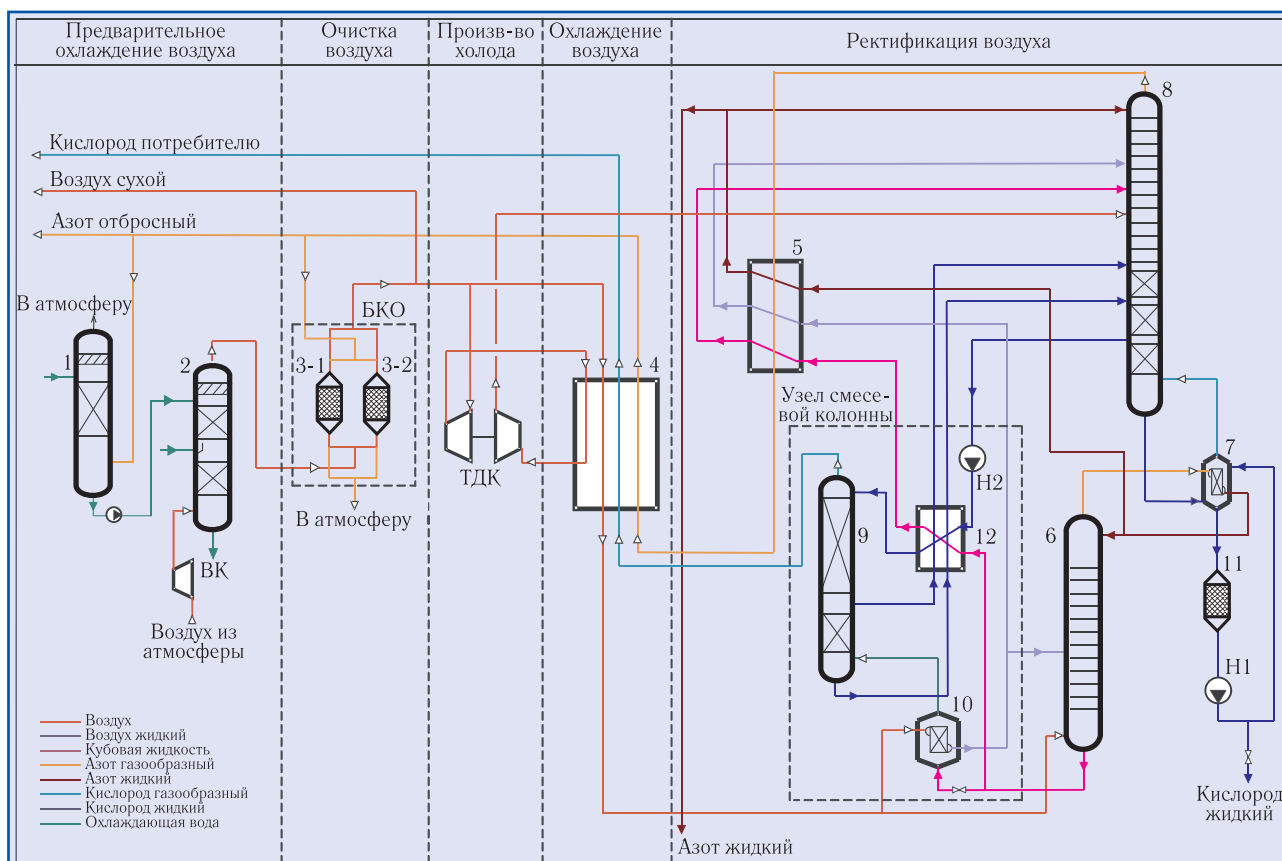 Предварительное
охлаждение воздуха
Очистка
воздуха
Произв-во
холода
Охлаждение
воздуха
Ректификация воздуха
8
Кислород потребителю
Воздух сухой
Азот отбросный
5
В атмосферу
БКО
1
2
3-1
3-2
4
Узел смесе-
вой колонны
7
ТДК
Н2
В атмосферу
9
12
6
11
ВК
Воздух из
атмосферы
Н1
10
Воздух
Воздух жидкий
Кубовая жидкость
Азот газообразный
Азот жидкий
Кислород газообразный
Кислород жидкий
Охлаждающая вода
Кислород
жидкий
Азот жидкий